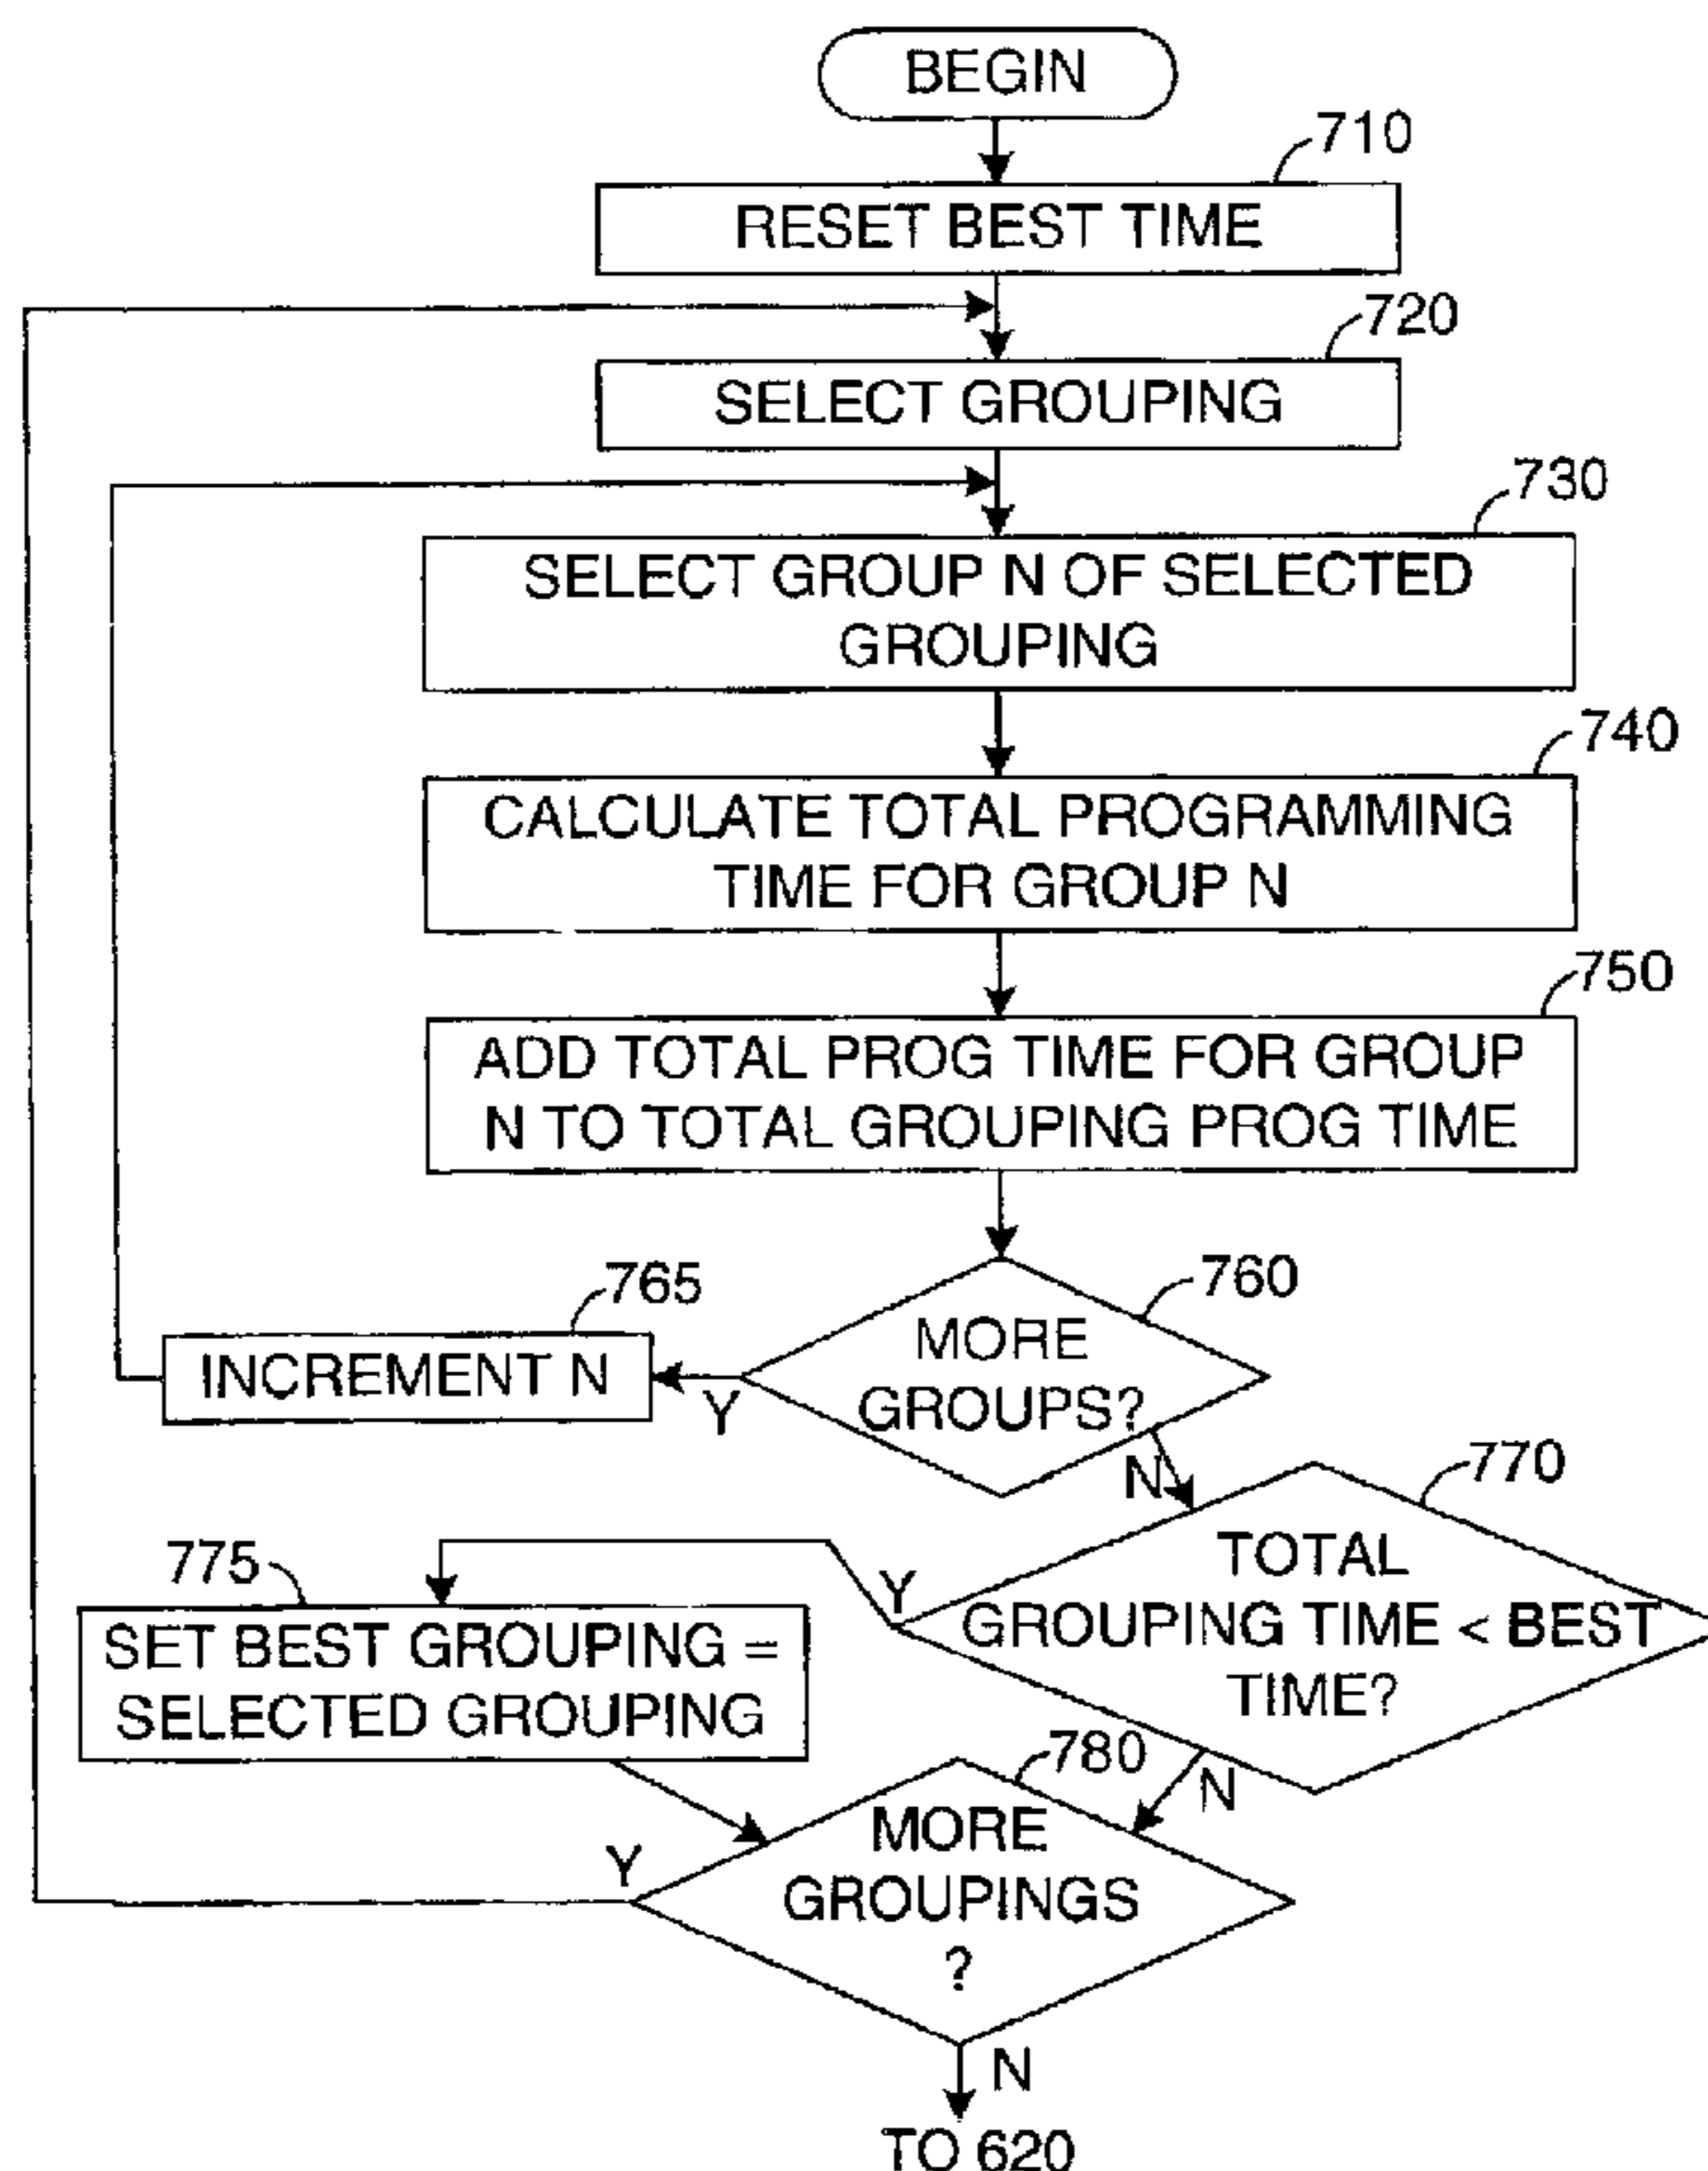 BEGIN
710
RESET BEST TIME
720
SELECT GROUPING
730
SELECT GROUP N OF SELECTED
GROUPING
740
CALCULATE TOTAL PROGRAMMING
TIME FOR GROUP N
750
ADD TOTAL PROG TIME FOR GROUP
N TO TOTAL GROUPING PROG TIME
760
MORE
GROUPS?
Y
765
INCREMENT N
N
770
TOTAL
GROUPING TIME < BEST
TIME?
Y
775
SET BEST GROUPING =
SELECTED GROUPING
N
780
MORE
GROUPINGS
?
Y
N
TO 620